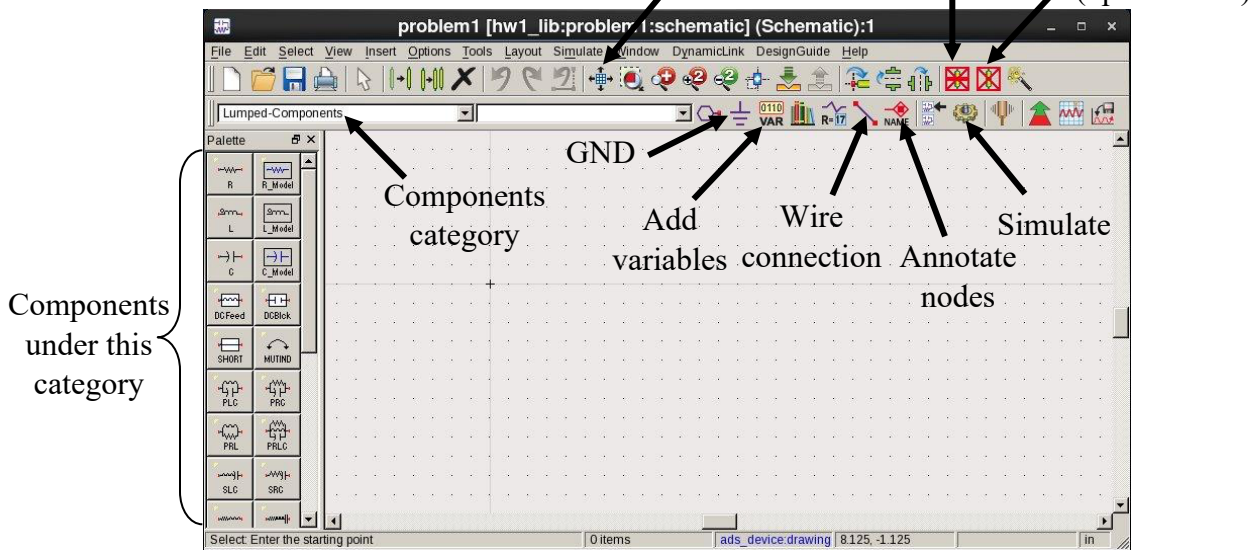 problem1 [hw1_lib:problem1:schematic] (Schematic):1
File Edit Select View Insert Options Tools Layout Simulate Window DynamicLink DesignGuide Help
Lumped-Components
0110
VAR
R=17
NAME
Palette
GND
Components
category
Add
variables
Wire
connection
Annotate
nodes
Simulate
Components
under this
category
R R_Model
L L_Model
C C_Model
DCFeed DCBlck
SHORT MUTIND
PLC PRC
PRL PRLC
SLC SRC
Select: Enter the starting point 0 items ads_device:drawing 8.125, -1.125 in